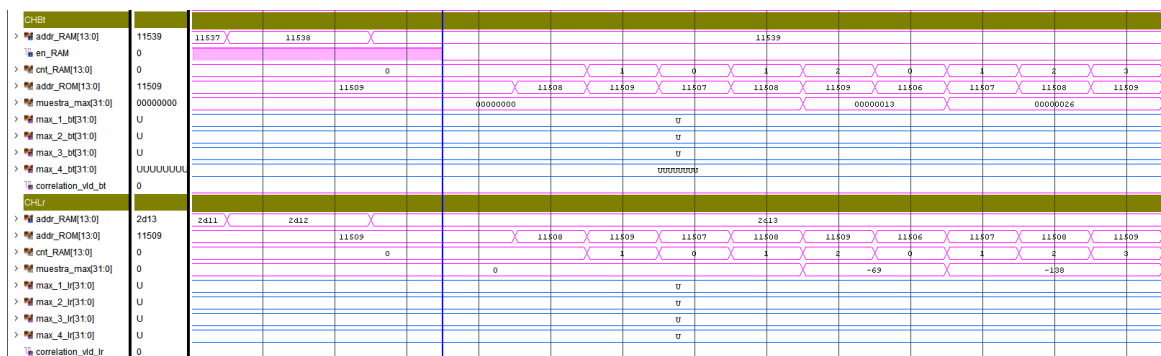 CHBt
addr_RAM[13:0] 11539 11537 11538 11539
en_RAM 0
cnt_RAM[13:0] 0 0 1 0 1 2 0 1 2 3
addr_ROM[13:0] 11509 11509 11508 11509 11507 11508 11509 11506 11507 11508 11509
muestra_max[31:0] 00000000 00000000 00000013 00000026
max_1_bt[31:0] U U
max_2_bt[31:0] U U
max_3_bt[31:0] U U
max_4_bt[31:0] UUUUUUUU UUUUUUUU
correlation_vld_bt 0
CHLr
addr_RAM[13:0] 2d13 2d11 2d12 2d13
addr_ROM[13:0] 11509 11509 11508 11509 11507 11508 11509 11506 11507 11508 11509
cnt_RAM[13:0] 0 0 1 0 1 2 0 1 2 3
muestra_max[31:0] 0 0 -69 -138
max_1_lr[31:0] U U
max_2_lr[31:0] U U
max_3_lr[31:0] U U
max_4_lr[31:0] U U
correlation_vld_lr 0